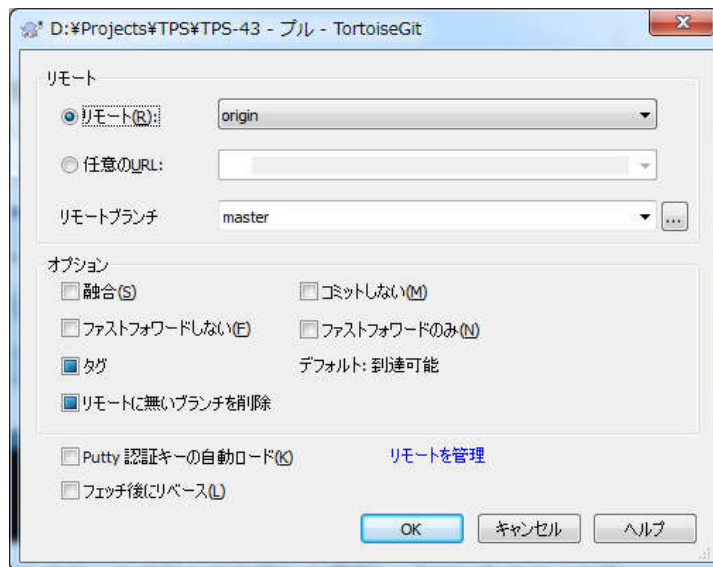 D:¥Projects¥TPS¥TPS-43 - プル - TortoiseGit
リモート
リモート(R):
origin
任意のURL:
リモートブランチ
master
...
オプション
融合(S)
コミットしない(M)
ファストフォワードしない(F)
ファストフォワードのみ(N)
タグ
デフォルト: 到達可能
リモートに無いブランチを削除
Putty 認証キーの自動ロード(K)
リモートを管理
フェッチ後にリベース(L)
OK
キャンセル
ヘルプ